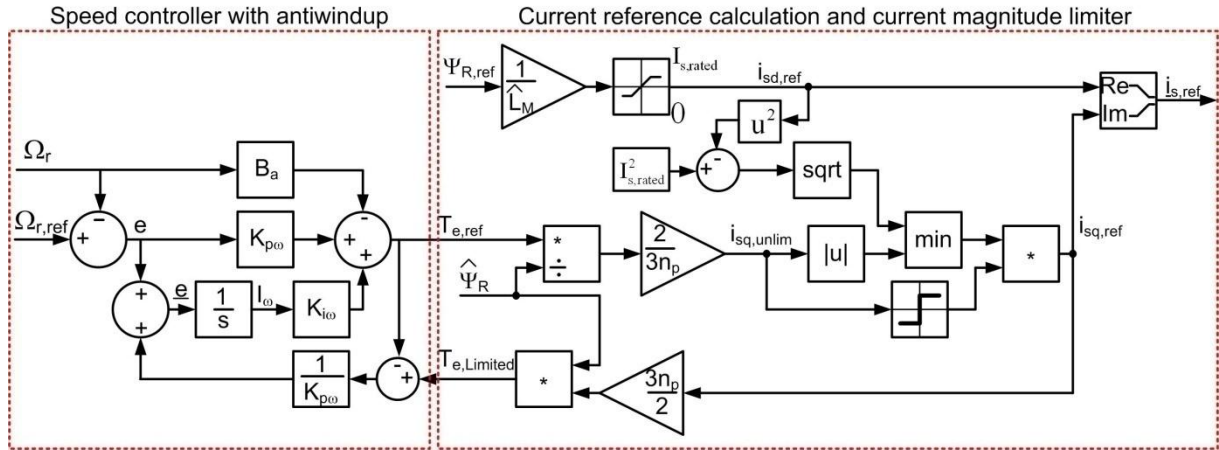 Speed controller with antiwindup
Current reference calculation and current magnitude limiter
Ψ_R,ref
1
L̂_M
I_s,rated
0
i_sd,ref
Re
Im
i_s,ref
u²
I²_s,rated
+
-
sqrt
Ω_r
B_a
Ω_r,ref
+
-
e
K_pω
-
+
+
T_e,ref
*
÷
2
3n_p
i_sq,unlim
|u|
min
*
i_sq,ref
Ψ̂_R
+
+
e
1
s
I_ω
K_iω
1
K_pω
-
+
T_e,Limited
*
3n_p
2